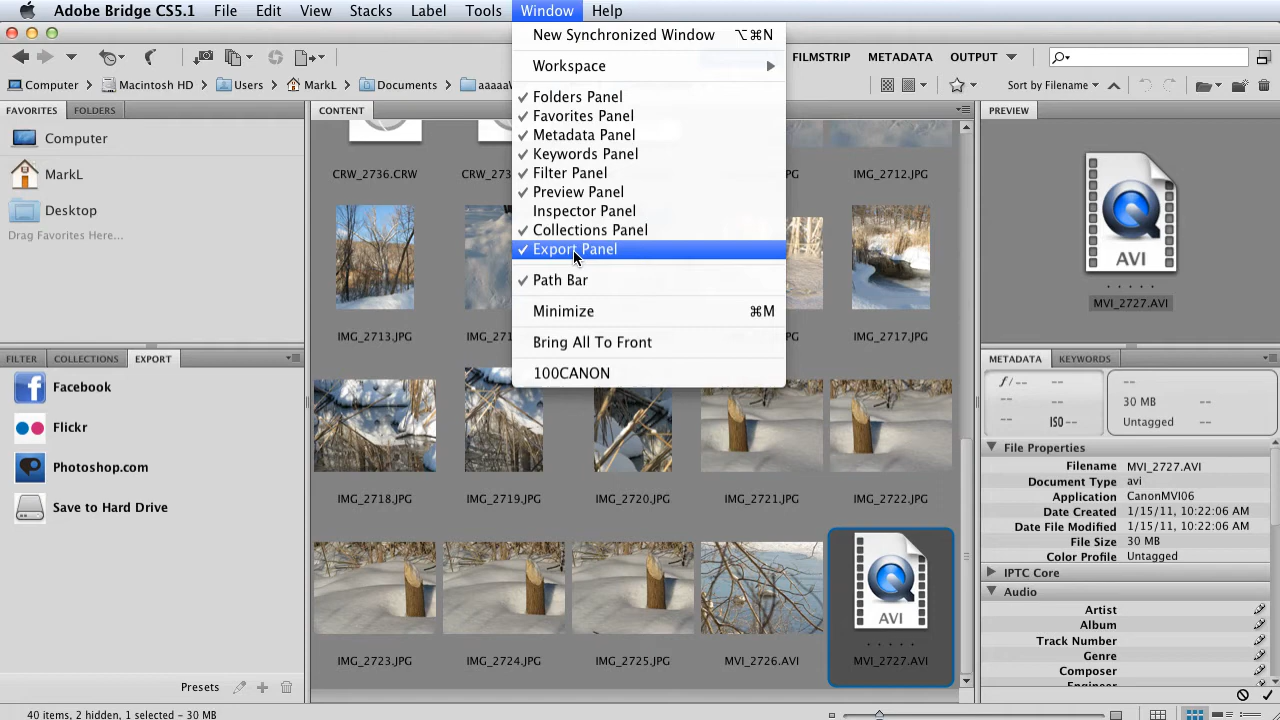 Adobe Bridge CS5.1 File Edit View Stacks Label Tools Window Help
FILMSTRIP METADATA OUTPUT
Computer Macintosh HD Users MarkL Documents
Sort by Filename
New Synchronized Window ⌥⌘N
Workspace
Folders Panel
Favorites Panel
Metadata Panel
Keywords Panel
Filter Panel
Preview Panel
Inspector Panel
Collections Panel
Export Panel
Path Bar
Minimize ⌘M
Bring All To Front
100CANON
FAVORITES FOLDERS
Computer
MarkL
Desktop
Drag Favorites Here...
FILTER COLLECTIONS EXPORT
Facebook
Flickr
Photoshop.com
Save to Hard Drive
Presets
40 items, 2 hidden, 1 selected - 30 MB
CONTENT
CRW_2736.CRW IMG_2712.JPG
IMG_2713.JPG IMG_2717.JPG
IMG_2718.JPG IMG_2719.JPG IMG_2720.JPG IMG_2721.JPG IMG_2722.JPG
AVI
IMG_2723.JPG IMG_2724.JPG IMG_2725.JPG MVI_2726.AVI MVI_2727.AVI
PREVIEW
AVI
MVI_2727.AVI
METADATA KEYWORDS
f/-- --
-- --
-- ISO--
--
30 MB --
Untagged --
File Properties
Filename MVI_2727.AVI
Document Type avi
Application CanonMVI06
Date Created 1/15/11, 10:22:06 AM
Date File Modified 1/15/11, 10:22:06 AM
File Size 30 MB
Color Profile Untagged
IPTC Core
Audio
Artist
Album
Track Number
Genre
Composer